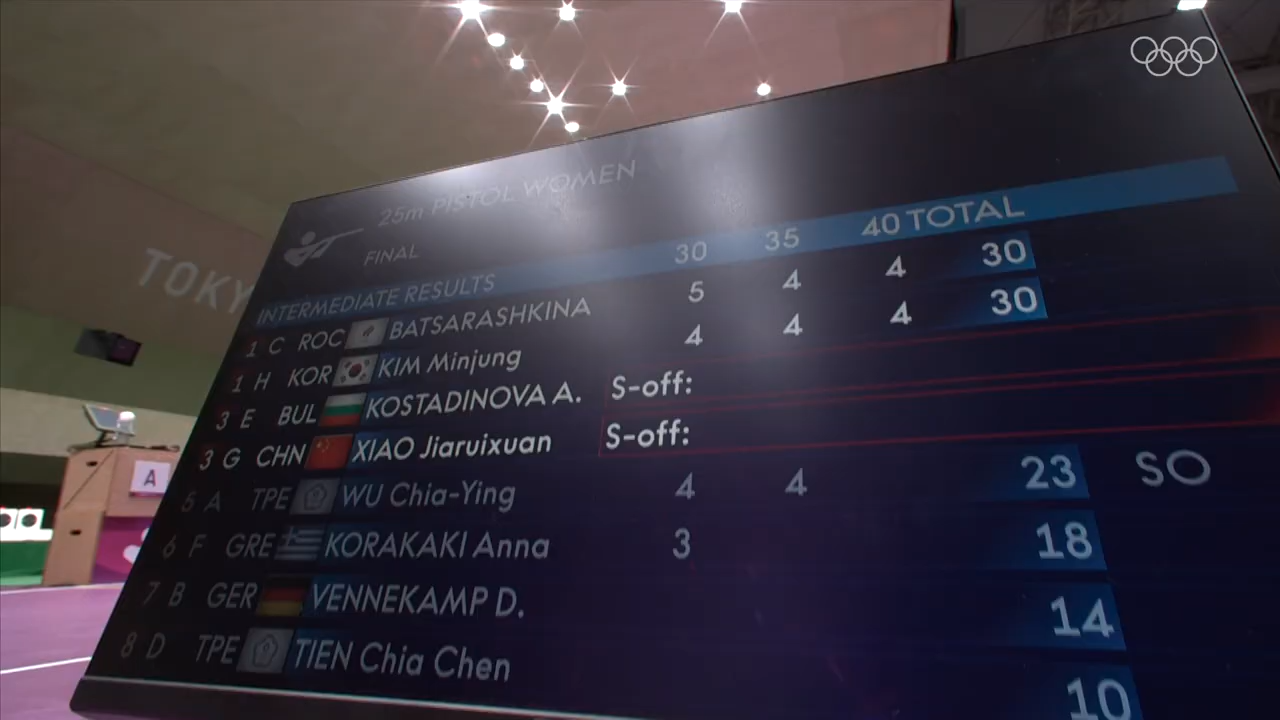 25m PISTOL WOMEN
FINAL
INTERMEDIATE RESULTS 30 35 40 TOTAL
1 C ROC BATSARASHKINA 5 4 4 30
1 H KOR KIM Minjung 4 4 4 30
3 E BUL KOSTADINOVA A. S-off:
3 G CHN XIAO Jiaruixuan S-off:
5 A TPE WU Chia-Ying 4 4 23 SO
6 F GRE KORAKAKI Anna 3 18
7 B GER VENNEKAMP D. 14
8 D TPE TIEN Chia Chen 10
TOKY
A